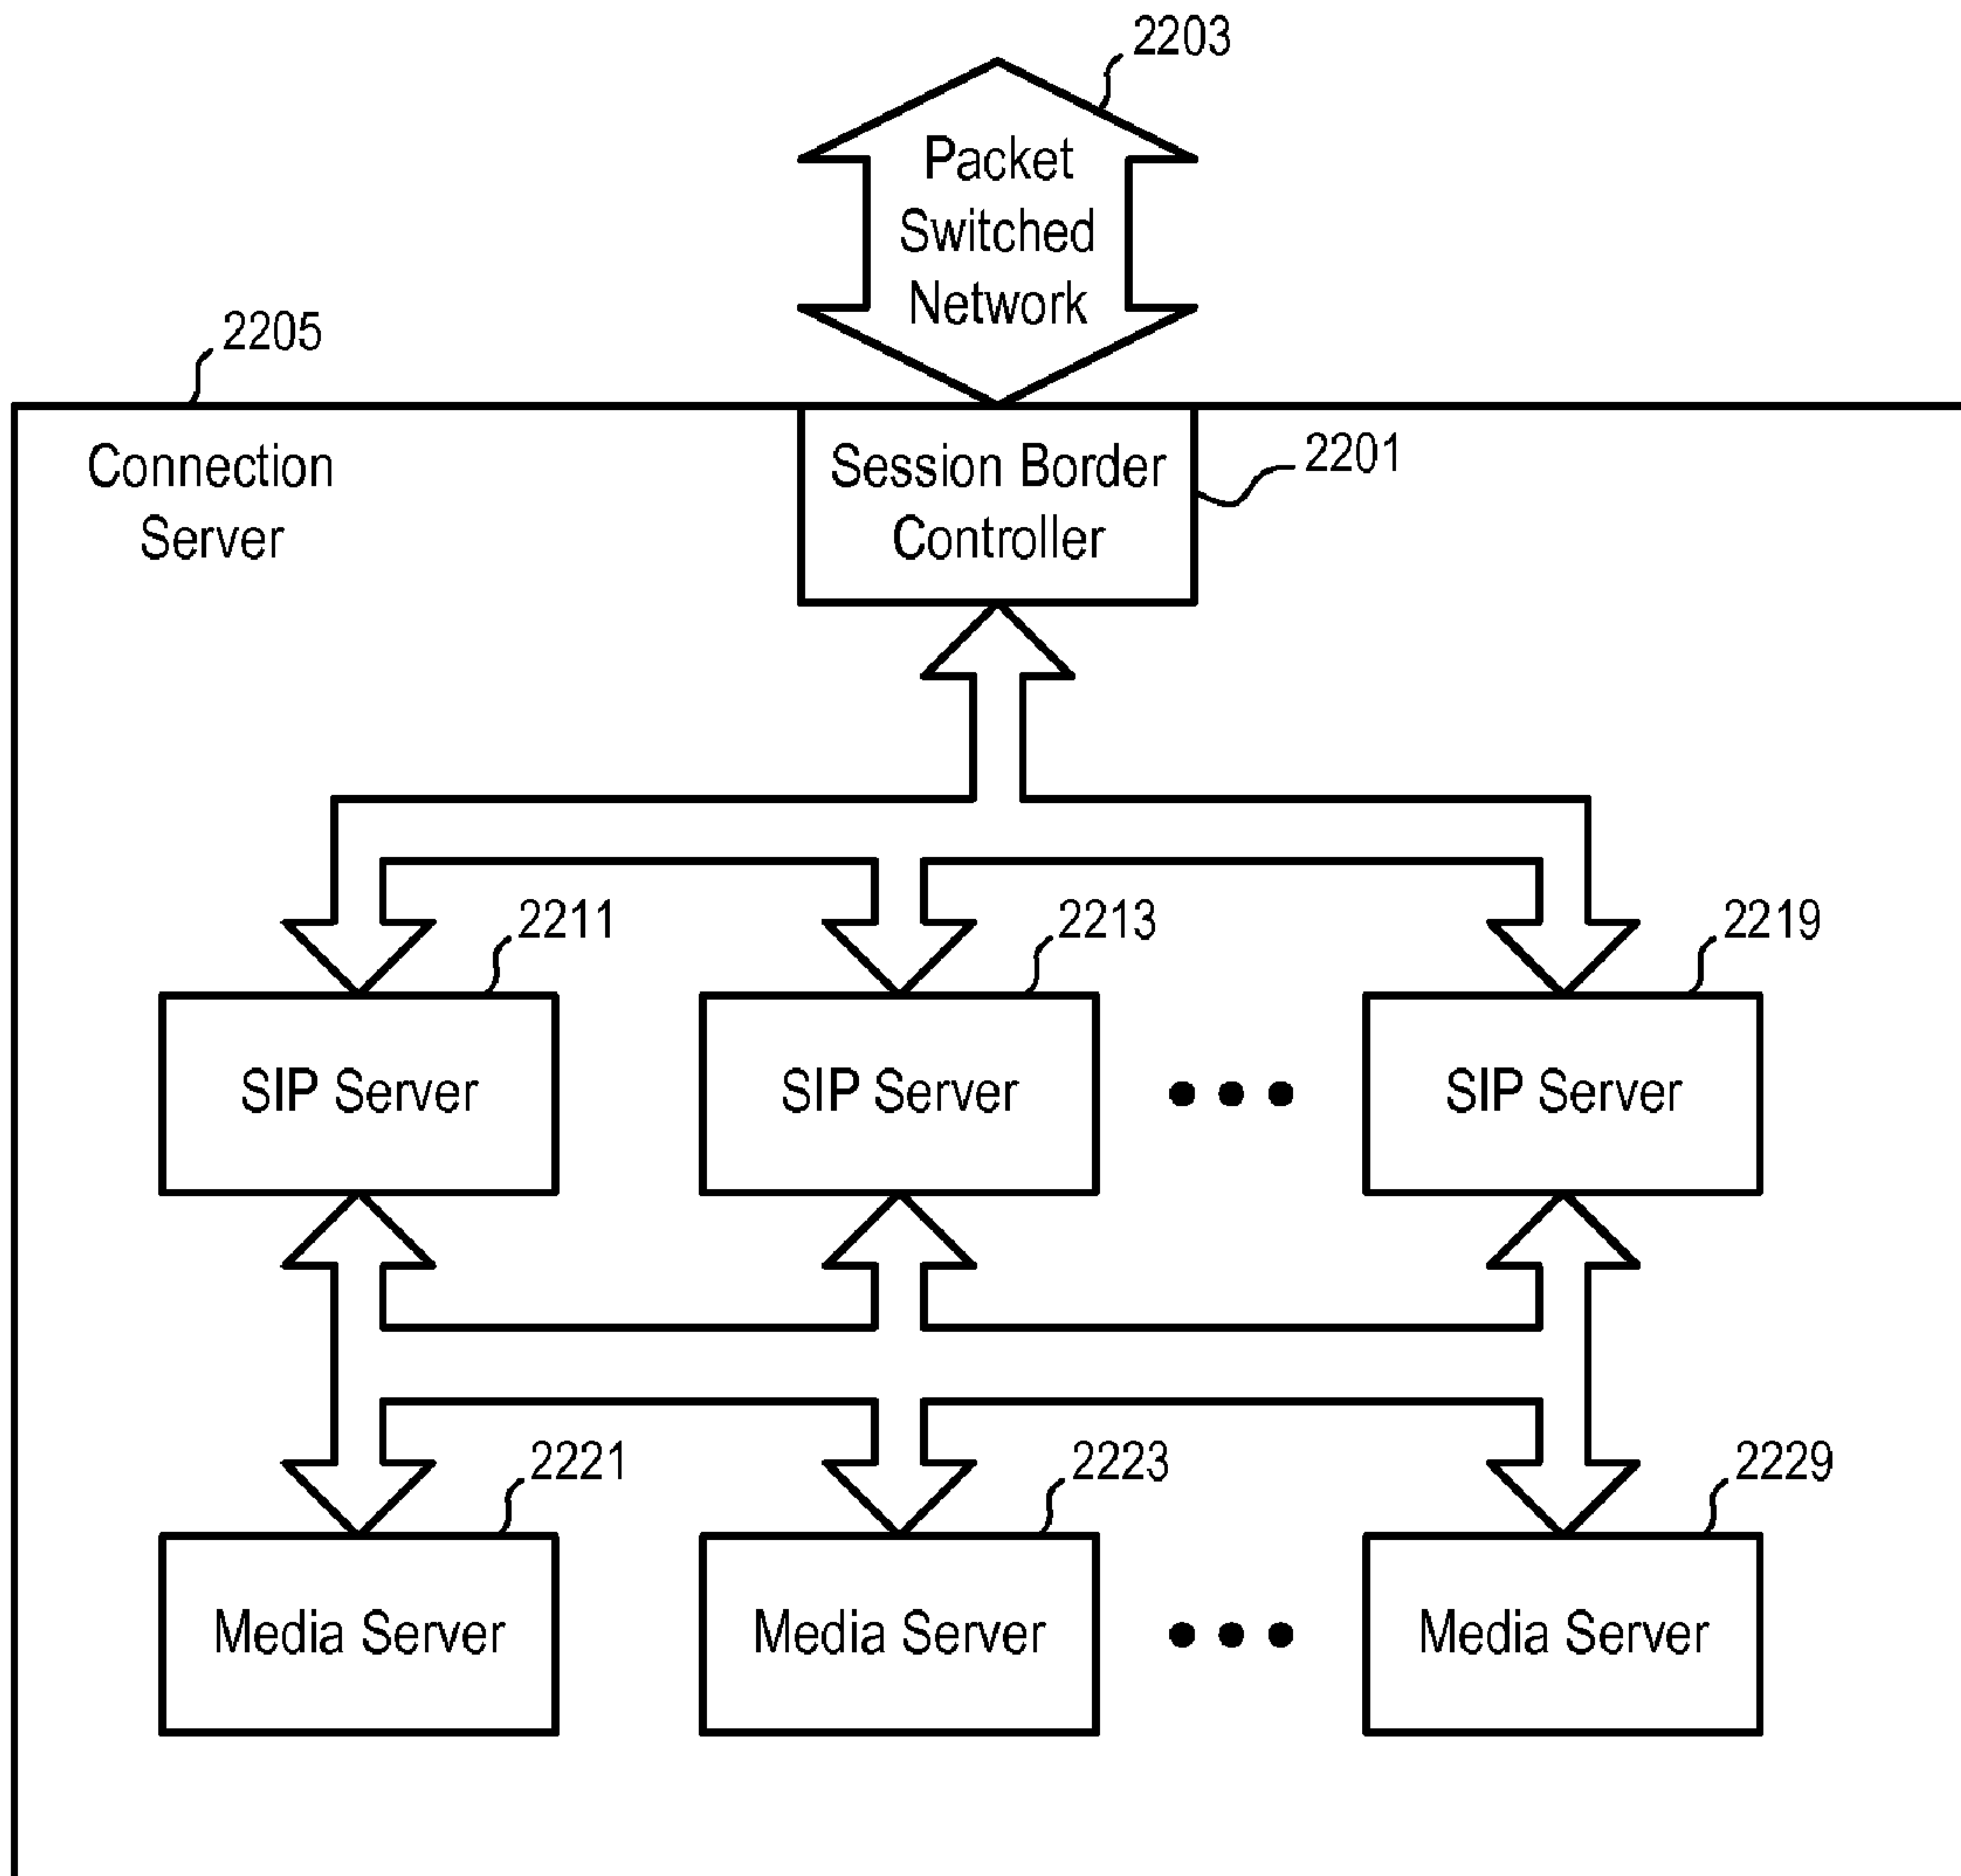 2203
Packet
Switched
Network
2205
Connection
Server
Session Border
Controller
2201
2211
2213
2219
SIP Server
SIP Server
SIP Server
2221
2223
2229
Media Server
Media Server
Media Server